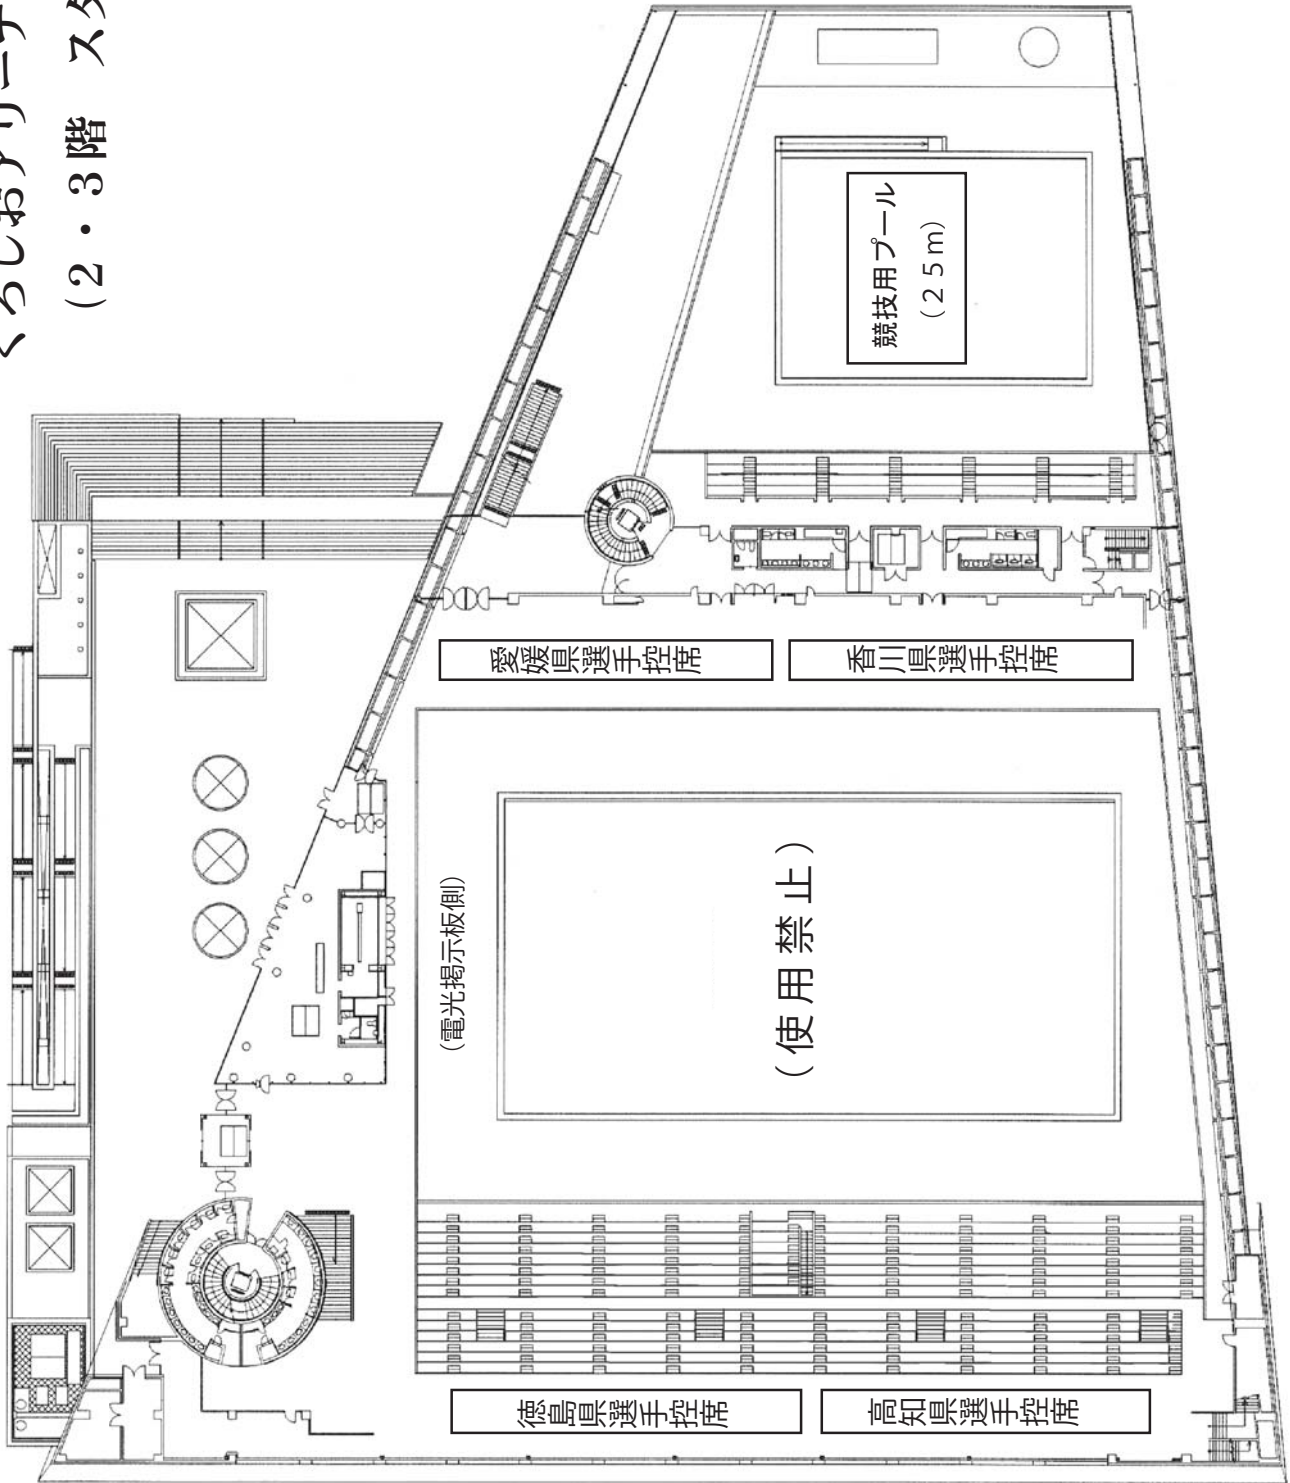 くろしおアリーナ
(2・3階 スタ
競技用プール
(25m)
愛媛県選手控席
香川県選手控席
(電光掲示板側)
(使用禁止)
徳島県選手控席
高知県選手控席